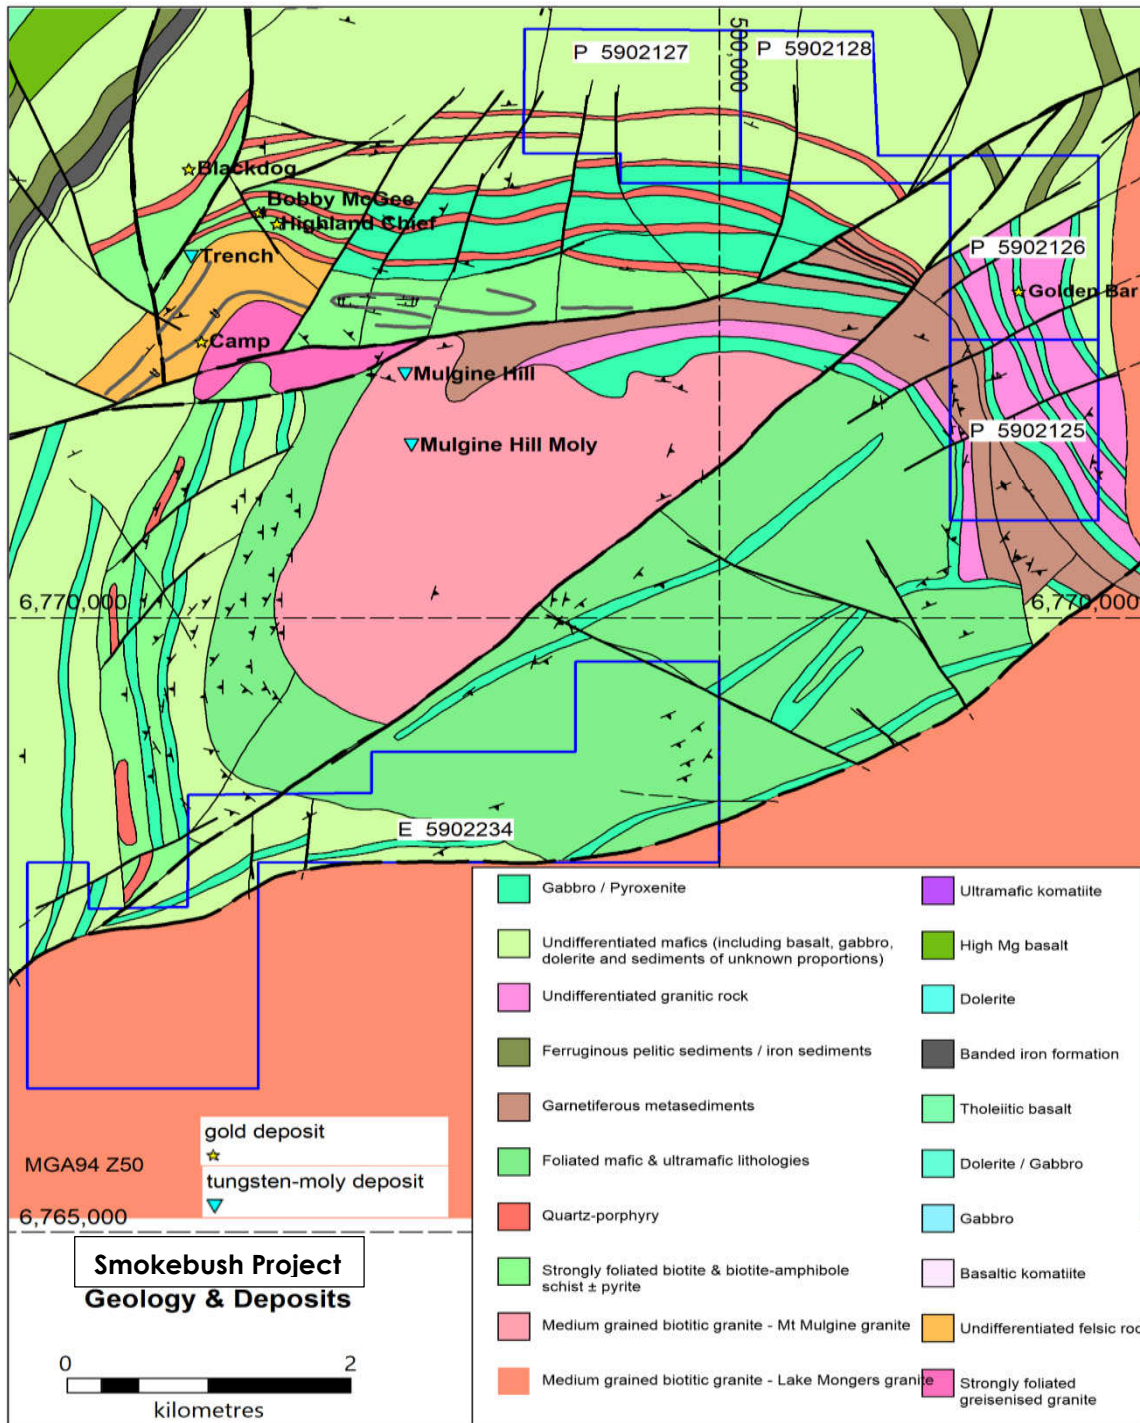 P 5902127
P 5902128
500,000
Blackdog
Bobby McGee
Highland Chief
Trench
P 5902126
Golden Bar
Camp
Mulgine Hill
Mulgine Hill Moly
P 5902125
6,770,000
6,770,000
E 5902234
Gabbro / Pyroxenite
Undifferentiated mafics (including basalt, gabbro,
dolerite and sediments of unknown proportions)
Undifferentiated granitic rock
Ferruginous pelitic sediments / iron sediments
Garnetiferous metasediments
Foliated mafic & ultramafic lithologies
Quartz-porphyry
Strongly foliated biotite & biotite-amphibole
schist ± pyrite
Medium grained biotitic granite - Mt Mulgine granite
Medium grained biotitic granite - Lake Mongers granite
Ultramafic komatiite
High Mg basalt
Dolerite
Banded iron formation
Tholeiitic basalt
Dolerite / Gabbro
Gabbro
Basaltic komatiite
Undifferentiated felsic roc
Strongly foliated
greisenised granite
gold deposit
MGA94 Z50
tungsten-moly deposit
6,765,000
Smokebush Project
Geology & Deposits
0 2
kilometres